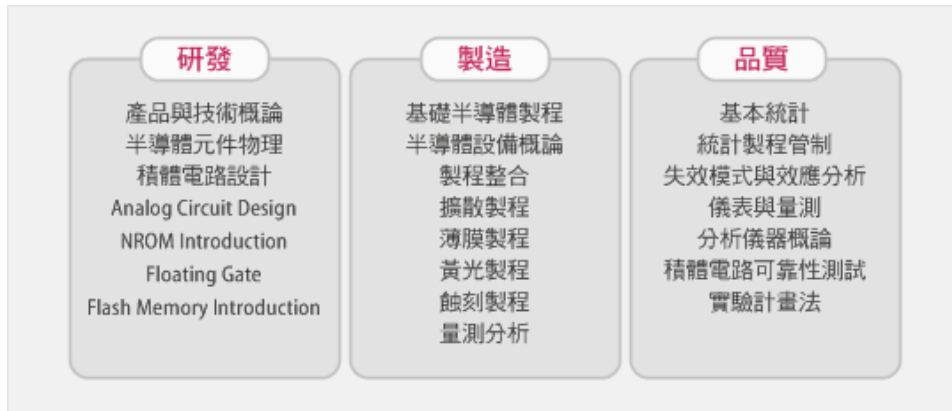 研發
產品與技術概論
半導體元件物理
積體電路設計
Analog Circuit Design
NROM Introduction
Floating Gate
Flash Memory Introduction
製造
基礎半導體製程
半導體設備概論
製程整合
擴散製程
薄膜製程
黃光製程
蝕刻製程
量測分析
品質
基本統計
統計製程管制
失效模式與效應分析
儀表與量測
分析儀器概論
積體電路可靠性測試
實驗計畫法